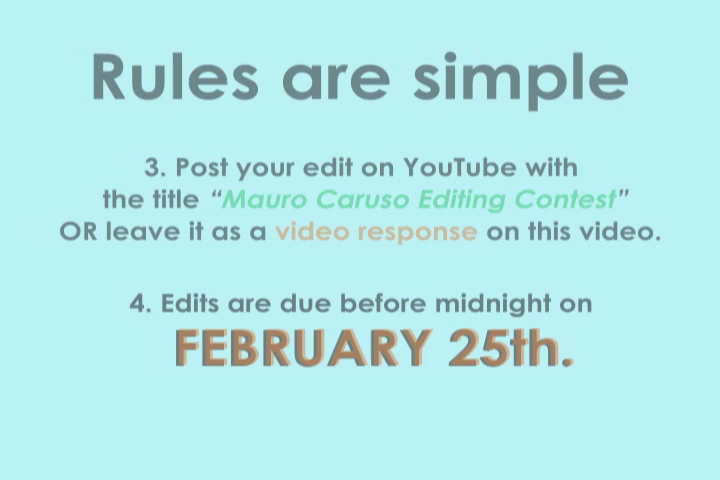 Rules are simple
3. Post your edit on YouTube with
the title “Mauro Caruso Editing Contest”
OR leave it as a video response on this video.
4. Edits are due before midnight on
FEBRUARY 25th.